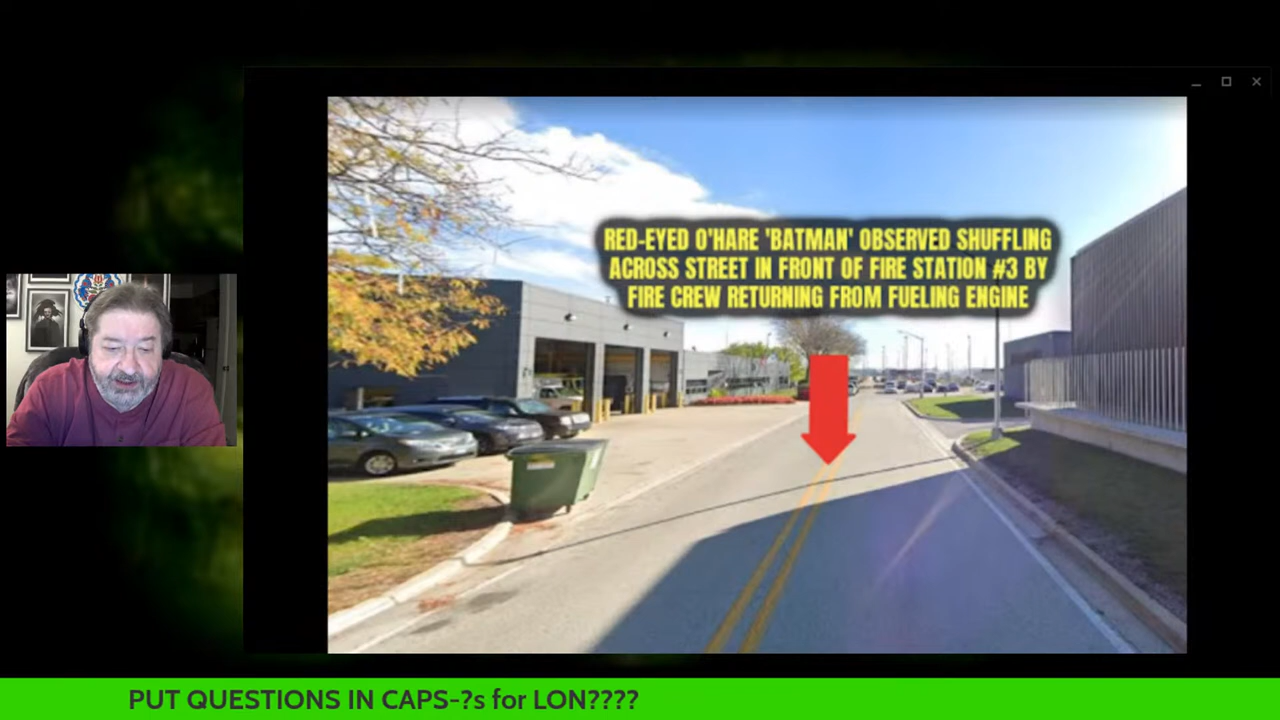 RED-EYED O'HARE 'BATMAN' OBSERVED SHUFFLING
ACROSS STREET IN FRONT OF FIRE STATION #3 BY
FIRE CREW RETURNING FROM FUELING ENGINE
PUT QUESTIONS IN CAPS-?s for LON????